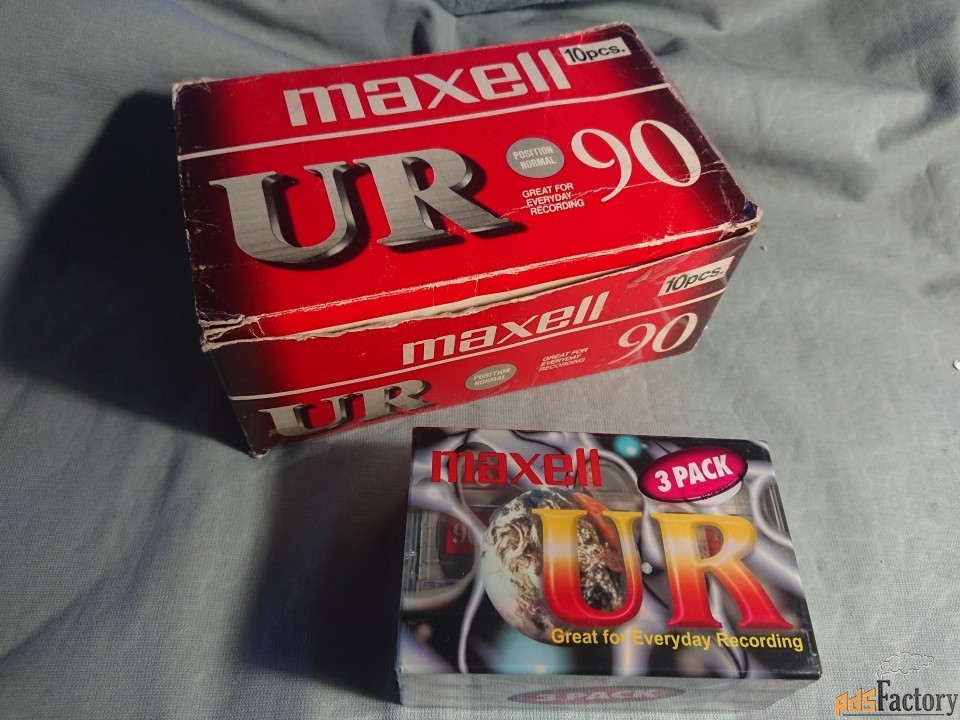 maxell
10pcs.
UR
POSITION
NORMAL
90
GREAT FOR
EVERYDAY
RECORDING
10pcs.
maxell
UR
POSITION
NORMAL
GREAT FOR
EVERYDAY
RECORDING
90
maxell
3 PACK
90
UR
Great for Everyday Recording
3 PACK
AdsFactory